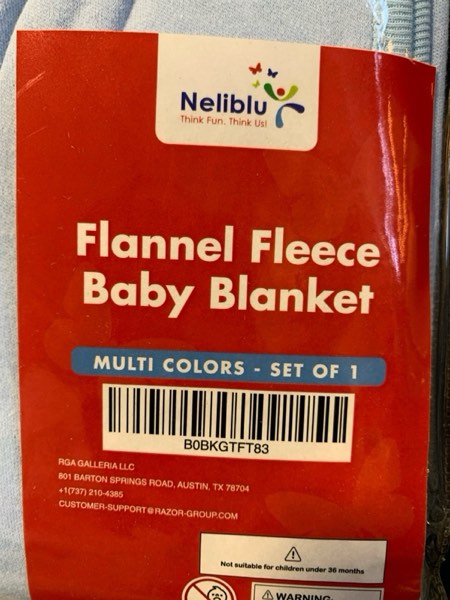 Neliblu
Think Fun. Think Us!
Flannel Fleece
Baby Blanket
MULTI COLORS - SET OF 1
B0BKGTFT83
RGA GALLERIA LLC
801 BARTON SPRINGS ROAD, AUSTIN, TX 78704
+1(737) 210-4385
CUSTOMER-SUPPORT@RAZOR-GROUP.COM
Not suitable for children under 36 months
WARNING: